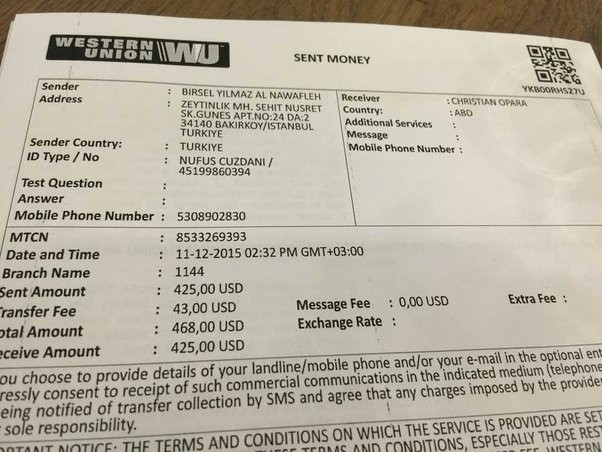 WESTERN UNION WU
SENT MONEY
YKB00RHS27U
Sender : BIRSEL YILMAZ AL NAWAFLEH
Address : ZEYTINLIK MH. SEHIT NUSRET
SK.GUNES APT.NO:24 DA:2
34140 BAKIRKOY/ISTANBUL
TURKIYE
Sender Country: : TURKIYE
ID Type / No : NUFUS CUZDANI /
45199860394
Test Question :
Answer :
Mobile Phone Number : 5308902830
Receiver : CHRISTIAN OPARA
Country: : ABD
Additional Services :
Message :
Mobile Phone Number :
MTCN : 8533269393
Date and Time : 11-12-2015 02:32 PM GMT+03:00
Branch Name : 1144
Sent Amount : 425,00 USD
Transfer Fee : 43,00 USD Message Fee : 0,00 USD Extra Fee :
otal Amount : 468,00 USD Exchange Rate :
eceive Amount : 425,00 USD
ou choose to provide details of your landline/mobile phone and/or your e-mail in the optional ent
ressly consent to receipt of such commercial communications in the indicated medium (telephone
eing notified of transfer collection by SMS and agree that any charges imposed by the provide
r sole responsibility.
ORTANT NOTICE: THE TERMS AND CONDITIONS ON WHICH THE SERVICE IS PROVIDED ARE SET
TERMS AND CONDITIONS, ESPECIALLY THOSE REST
WESTERN